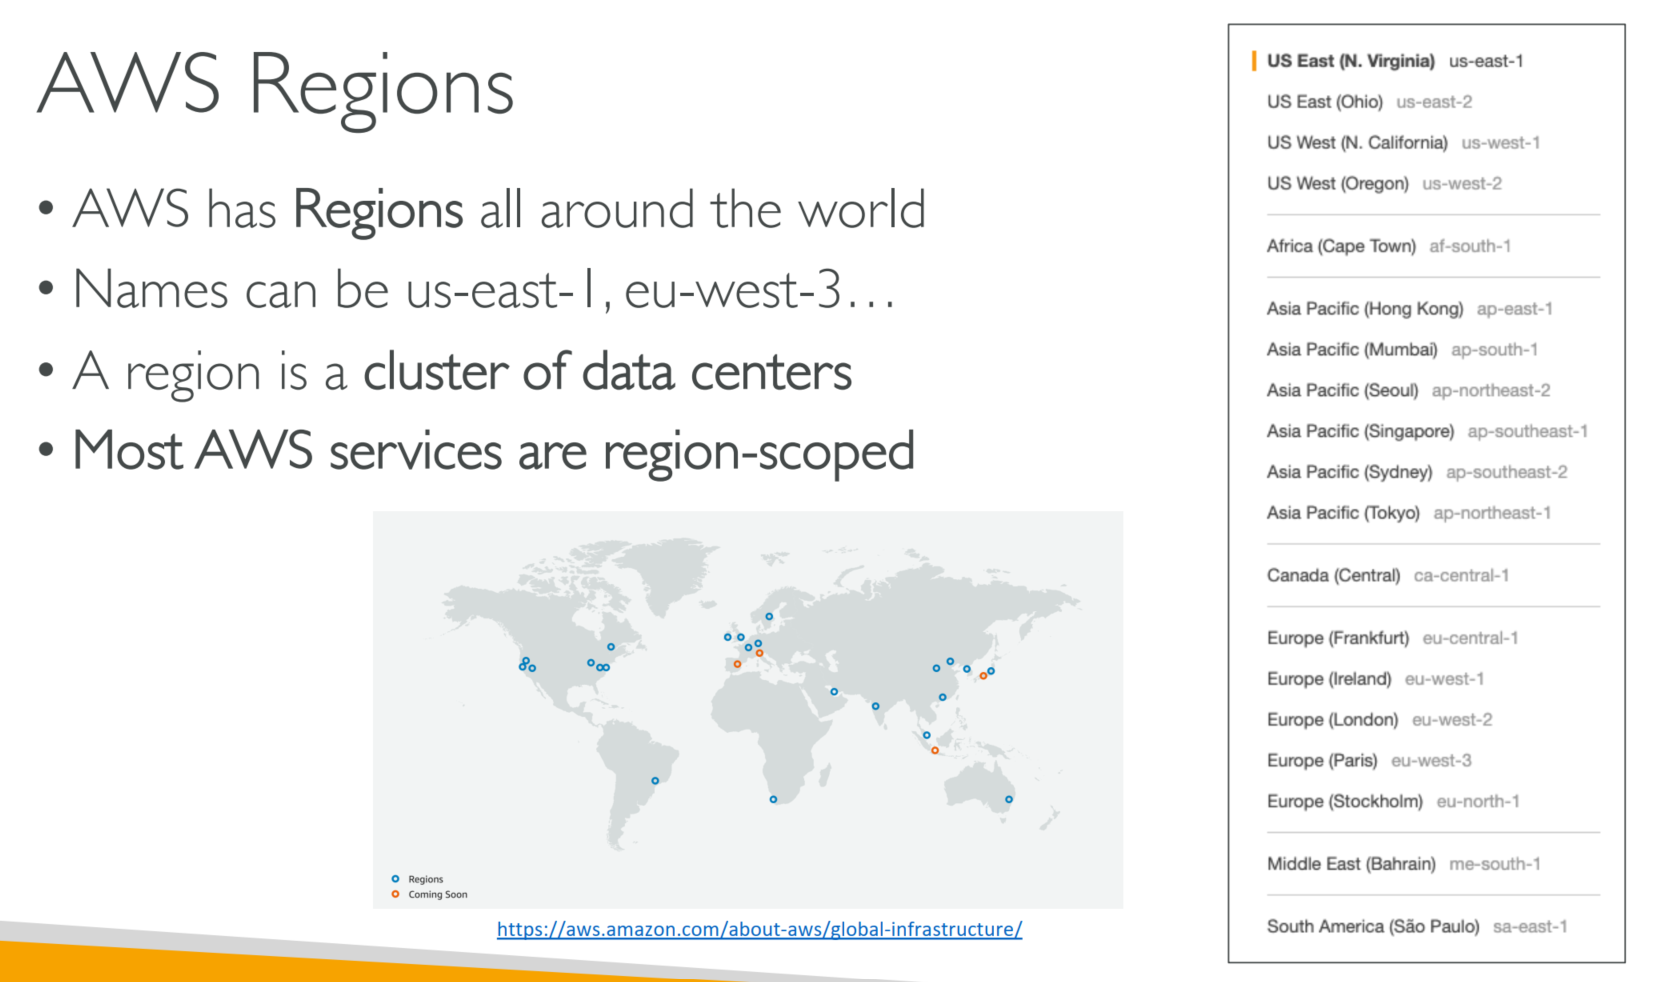 AWS Regions
• AWS has Regions all around the world
• Names can be us-east-1, eu-west-3…
• A region is a cluster of data centers
• Most AWS services are region-scoped
Regions
Coming Soon
https://aws.amazon.com/about-aws/global-infrastructure/
US East (N. Virginia) us-east-1
US East (Ohio) us-east-2
US West (N. California) us-west-1
US West (Oregon) us-west-2
Africa (Cape Town) af-south-1
Asia Pacific (Hong Kong) ap-east-1
Asia Pacific (Mumbai) ap-south-1
Asia Pacific (Seoul) ap-northeast-2
Asia Pacific (Singapore) ap-southeast-1
Asia Pacific (Sydney) ap-southeast-2
Asia Pacific (Tokyo) ap-northeast-1
Canada (Central) ca-central-1
Europe (Frankfurt) eu-central-1
Europe (Ireland) eu-west-1
Europe (London) eu-west-2
Europe (Paris) eu-west-3
Europe (Stockholm) eu-north-1
Middle East (Bahrain) me-south-1
South America (São Paulo) sa-east-1